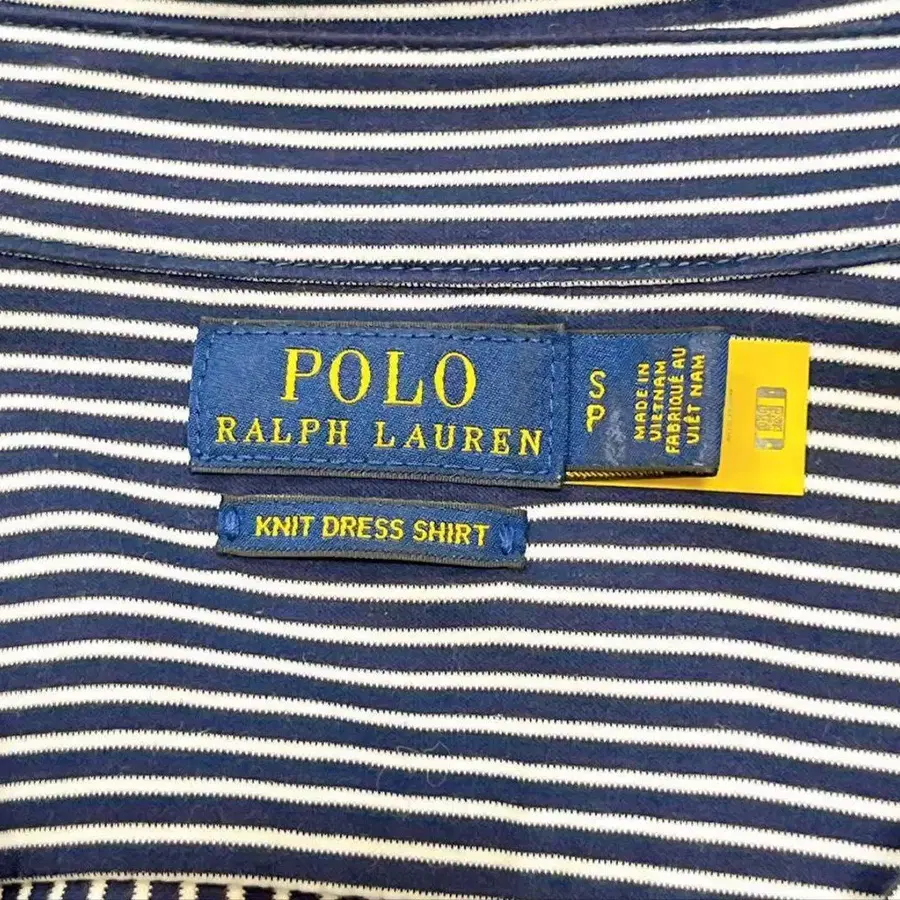 POLO
RALPH LAUREN
S
P
MADE IN
VIETNAM
FABRIQUÉ AU
VIÊT NAM
KNIT DRESS SHIRT